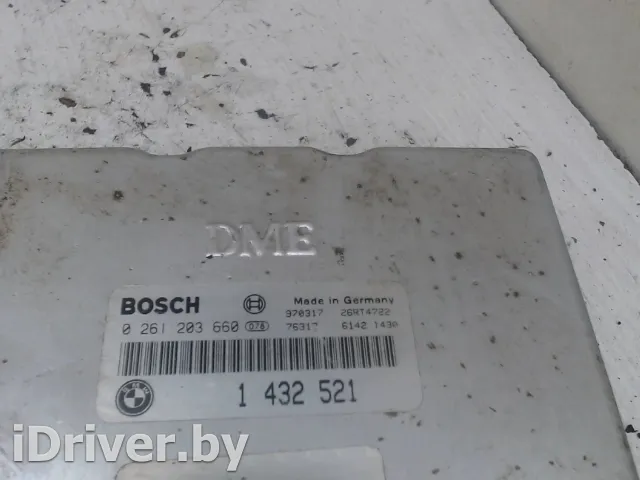 DME
BOSCH Made in Germany
0 261 203 660 078 970317 26RT4722
76317 6142 1430
1 432 521
iDriver.by